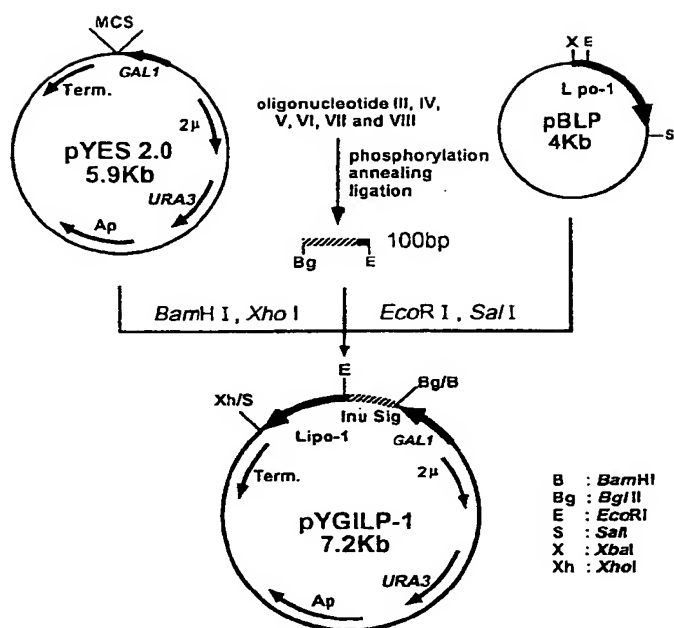 MCS
GAL1
Term.
2μ
pYES 2.0
5.9Kb
URA3
Ap
oligonucleotide III, IV,
V, VI, VII and VIII
phosphorylation
annealing
ligation
100bp
Bg
E
X E
L po-1
pBLP
4Kb
S
BamH I, Xho I
EcoR I, Sal I
E
Bg/B
Xh/S
Inu Sig
Lipo-1
GAL1
Term.
2μ
pYGILP-1
7.2Kb
URA3
Ap
B : BamHI
Bg : BglII
E : EcoRI
S : SalI
X : XbaI
Xh : XhoI